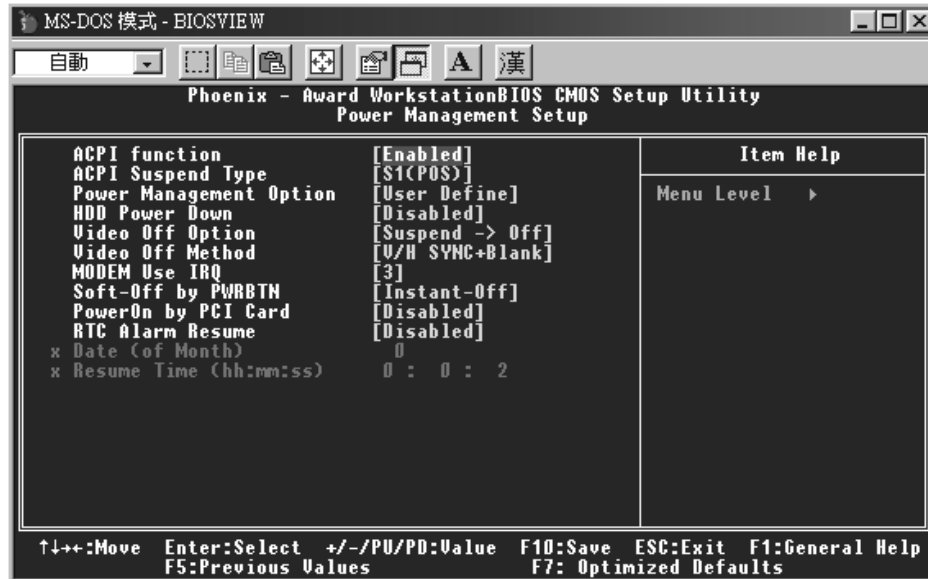 MS-DOS 模式 - BIOSVIEW
自動 A 漢
Phoenix - Award WorkstationBIOS CMOS Setup Utility
Power Management Setup
ACPI function [Enabled]
ACPI Suspend Type [S1(POS)]
Power Management Option [User Define]
HDD Power Down [Disabled]
Video Off Option [Suspend -> Off]
Video Off Method [V/H SYNC+Blank]
MODEM Use IRQ [3]
Soft-Off by PWRBTN [Instant-Off]
PowerOn by PCI Card [Disabled]
RTC Alarm Resume [Disabled]
x Date (of Month) 0
x Resume Time (hh:mm:ss) 0 : 0 : 2
Item Help
Menu Level ▸
↑↓→←:Move Enter:Select +/-/PU/PD:Value F10:Save ESC:Exit F1:General Help
F5:Previous Values F7: Optimized Defaults